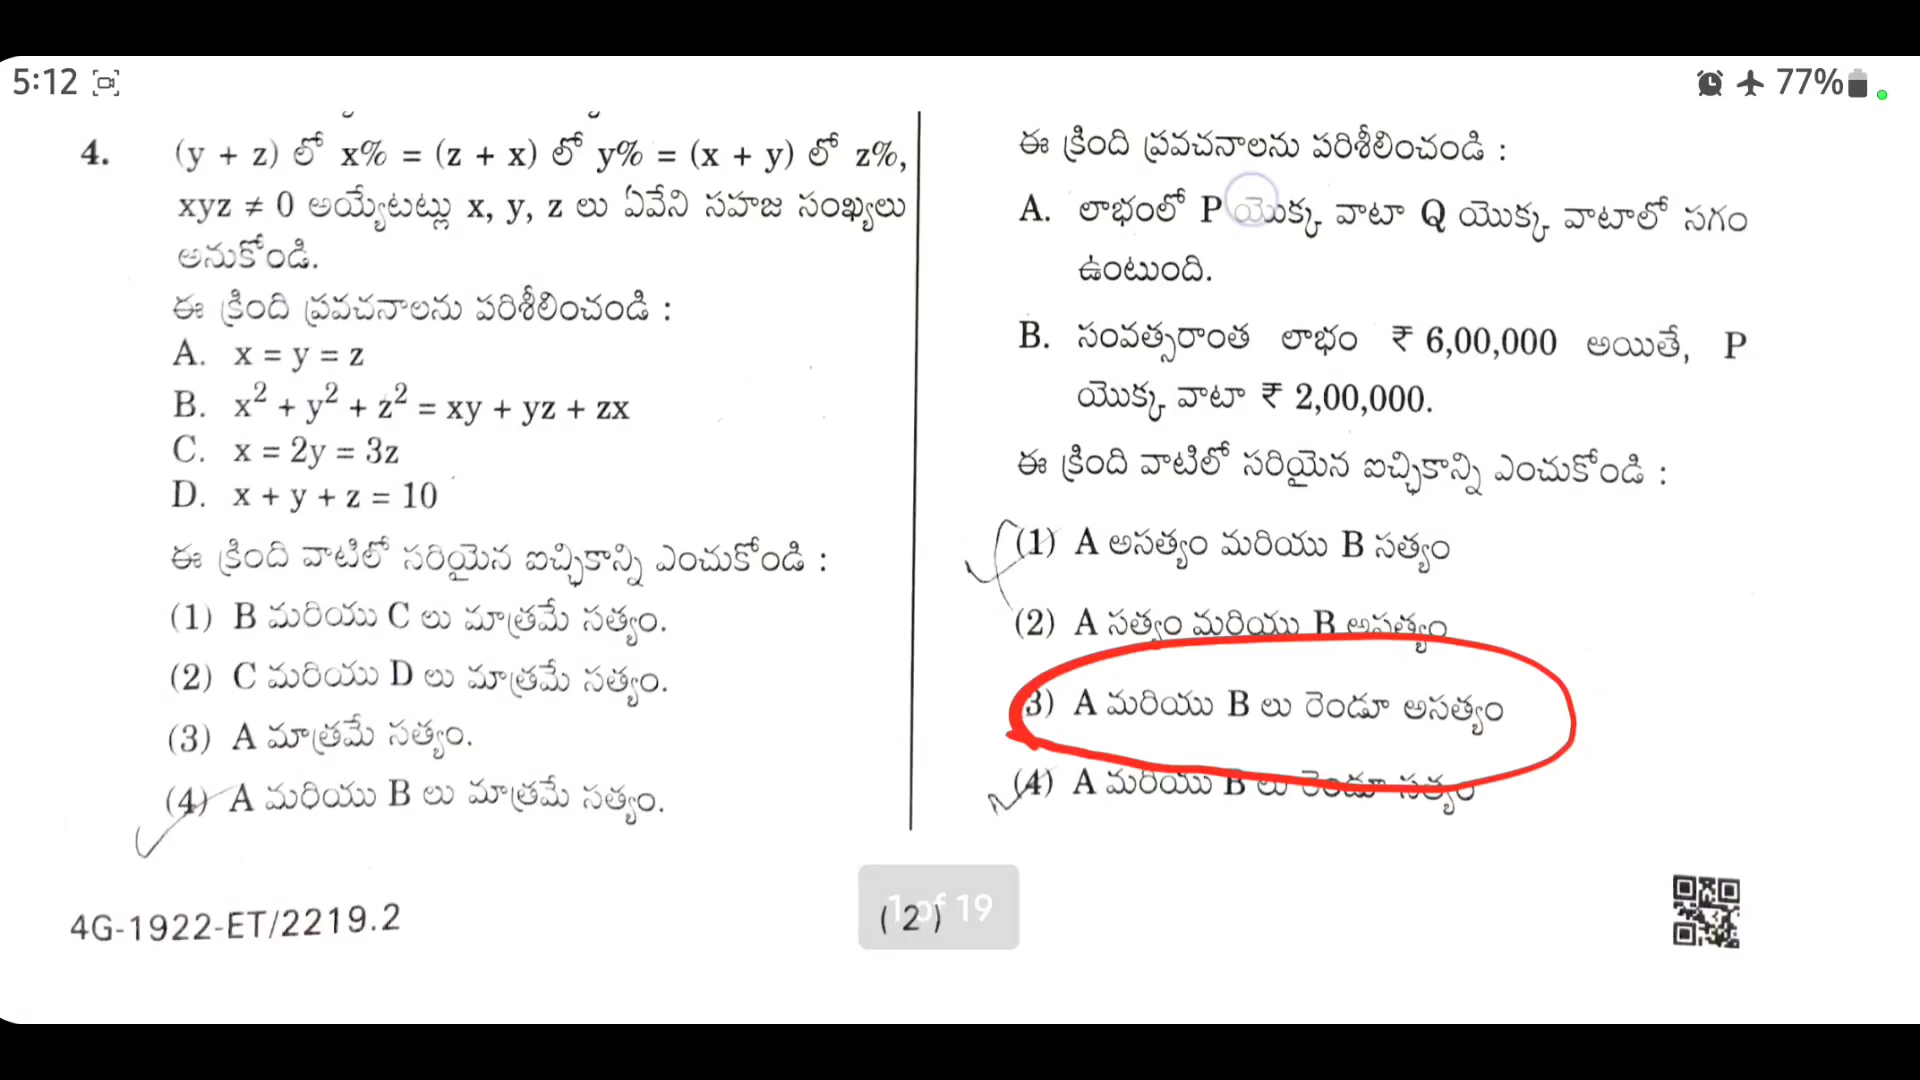 5:12
77%
4. (y + z) లో x% = (z + x) లో y% = (x + y) లో z%,
xyz ≠ 0 అయ్యేటట్లు x, y, z లు ఏవేని సహజ సంఖ్యలు
అనుకోండి.
ఈ క్రింది ప్రవచనాలను పరిశీలించండి :
A. x = y = z
B. x² + y² + z² = xy + yz + zx
C. x = 2y = 3z
D. x + y + z = 10
ఈ క్రింది వాటిలో సరియైన ఐచ్ఛికాన్ని ఎంచుకోండి :
(1) B మరియు C లు మాత్రమే సత్యం.
(2) C మరియు D లు మాత్రమే సత్యం.
(3) A మాత్రమే సత్యం.
(4) A మరియు B లు మాత్రమే సత్యం.
ఈ క్రింది ప్రవచనాలను పరిశీలించండి :
A. లాభంలో P యొక్క వాటా Q యొక్క వాటాలో సగం
ఉంటుంది.
B. సంవత్సరాంత లాభం ₹ 6,00,000 అయితే, P
యొక్క వాటా ₹ 2,00,000.
ఈ క్రింది వాటిలో సరియైన ఐచ్ఛికాన్ని ఎంచుకోండి :
(1) A అసత్యం మరియు B సత్యం
(2) A సత్యం మరియు B అసత్యం
3) A మరియు B లు రెండూ అసత్యం
(4) A మరియు B లు రెండూ సత్యం
4G-1922-ET/2219.2
(2)
1 of 19